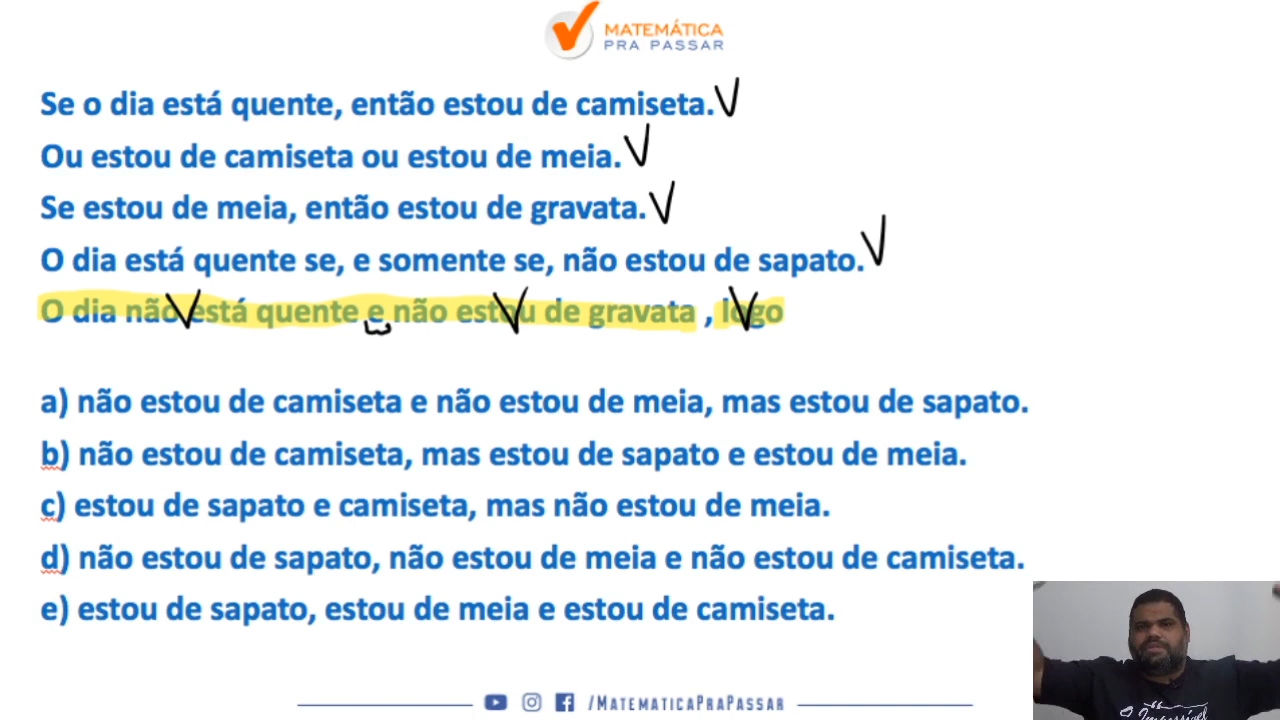 MATEMÁTICA
PRA PASSAR
Se o dia está quente, então estou de camiseta. V
Ou estou de camiseta ou estou de meia. V
Se estou de meia, então estou de gravata. V
O dia está quente se, e somente se, não estou de sapato. V
O dia não está quente e não estou de gravata , logo
V V V
a) não estou de camiseta e não estou de meia, mas estou de sapato.
b) não estou de camiseta, mas estou de sapato e estou de meia.
c) estou de sapato e camiseta, mas não estou de meia.
d) não estou de sapato, não estou de meia e não estou de camiseta.
e) estou de sapato, estou de meia e estou de camiseta.
/MATEMATICAPRAPASSAR